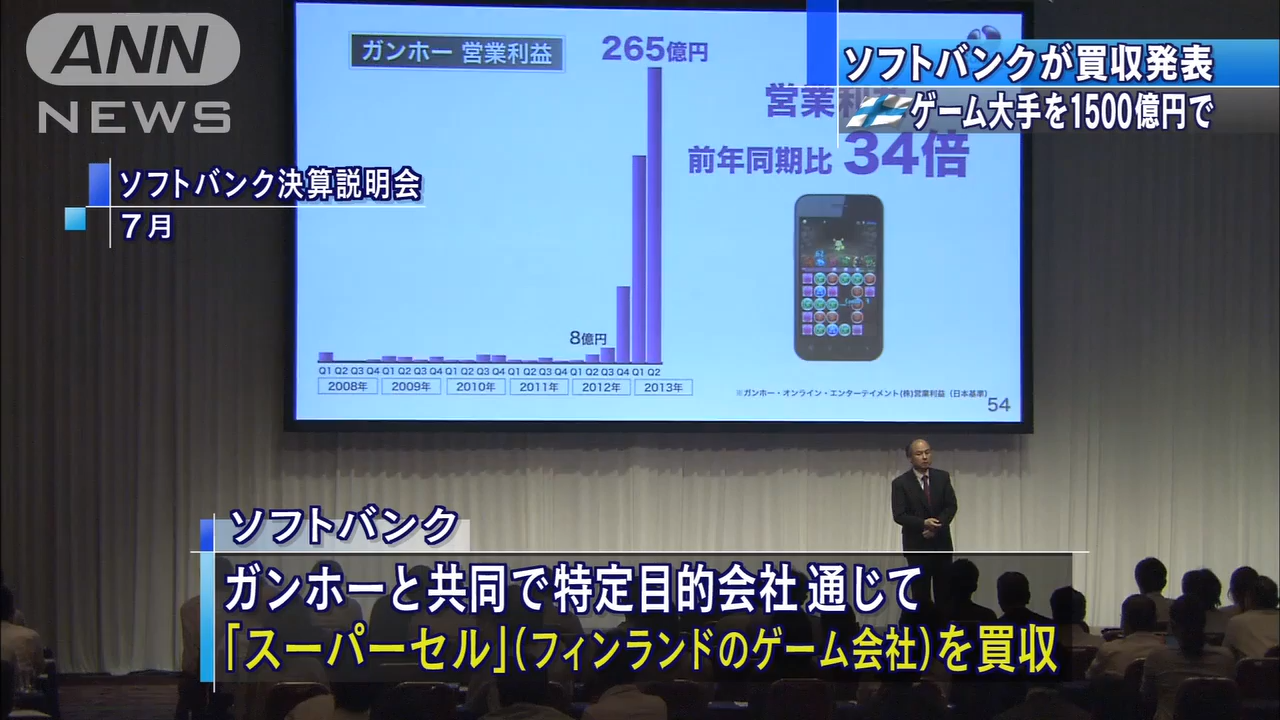 ANN
NEWS
ソフトバンクが買収発表
ゲーム大手を1500億円で
ソフトバンク決算説明会
7月
ガンホー 営業利益
265億円
営業利益
前年同期比 34倍
8億円
Q1 Q2 Q3 Q4 Q1 Q2 Q3 Q4 Q1 Q2 Q3 Q4 Q1 Q2 Q3 Q4 Q1 Q2 Q3 Q4 Q1 Q2
2008年 2009年 2010年 2011年 2012年 2013年
※ガンホー・オンライン・エンターテイメント(株)営業利益(日本基準)
54
ソフトバンク
ガンホーと共同で特定目的会社 通じて
「スーパーセル」(フィンランドのゲーム会社)を買収